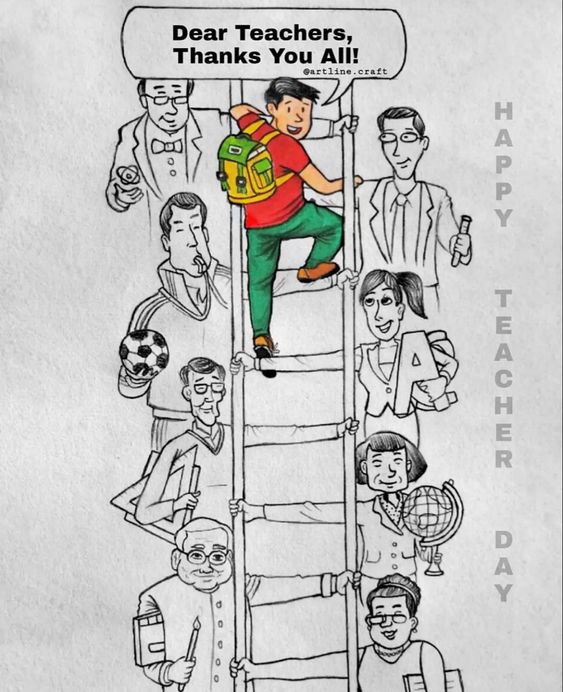 Dear Teachers,
Thanks You All!
@artline.craft
A
HAPPY
TEACHER
DAY